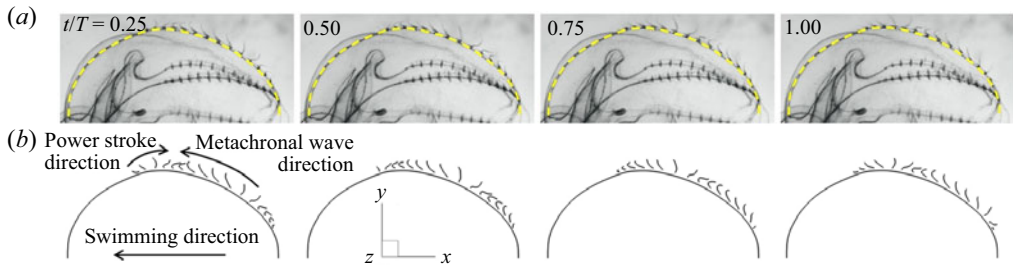 (a) t/T = 0.25 0.50 0.75 1.00
(b) Power stroke direction Metachronal wave direction
y
Swimming direction
z x